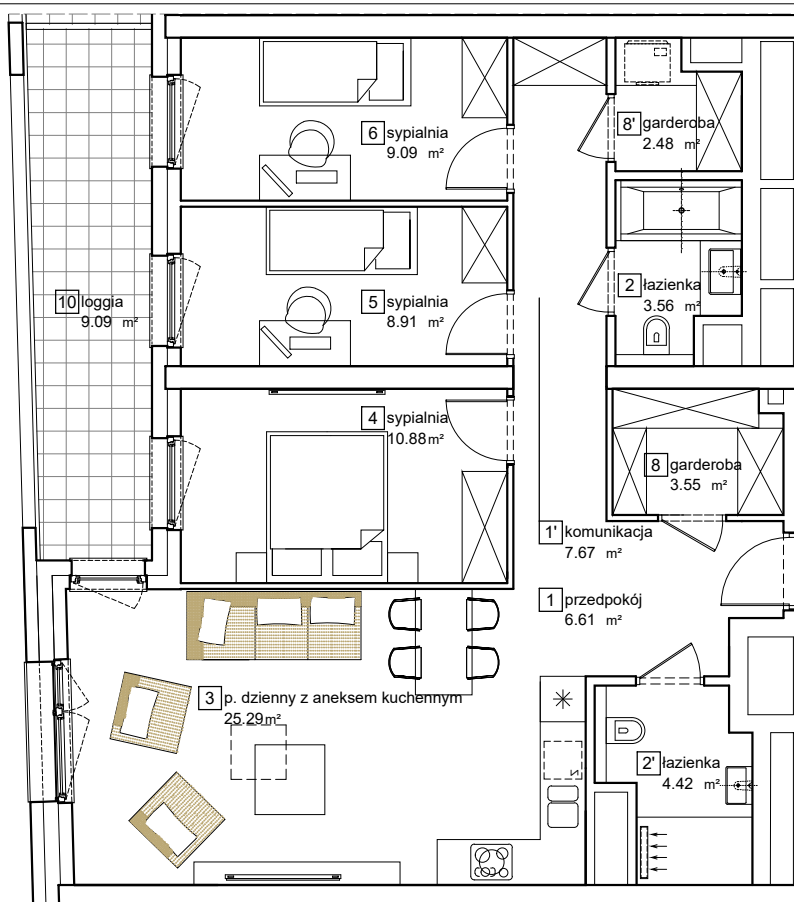 6 sypialnia
9.09 m²
8' garderoba
2.48 m²
10 loggia
9.09 m²
5 sypialnia
8.91 m²
2 łazienka
3.56 m²
4 sypialnia
10.88 m²
8 garderoba
3.55 m²
1' komunikacja
7.67 m²
1 przedpokój
6.61 m²
3 p. dzienny z aneksem kuchennym
25.29 m²
2' łazienka
4.42 m²